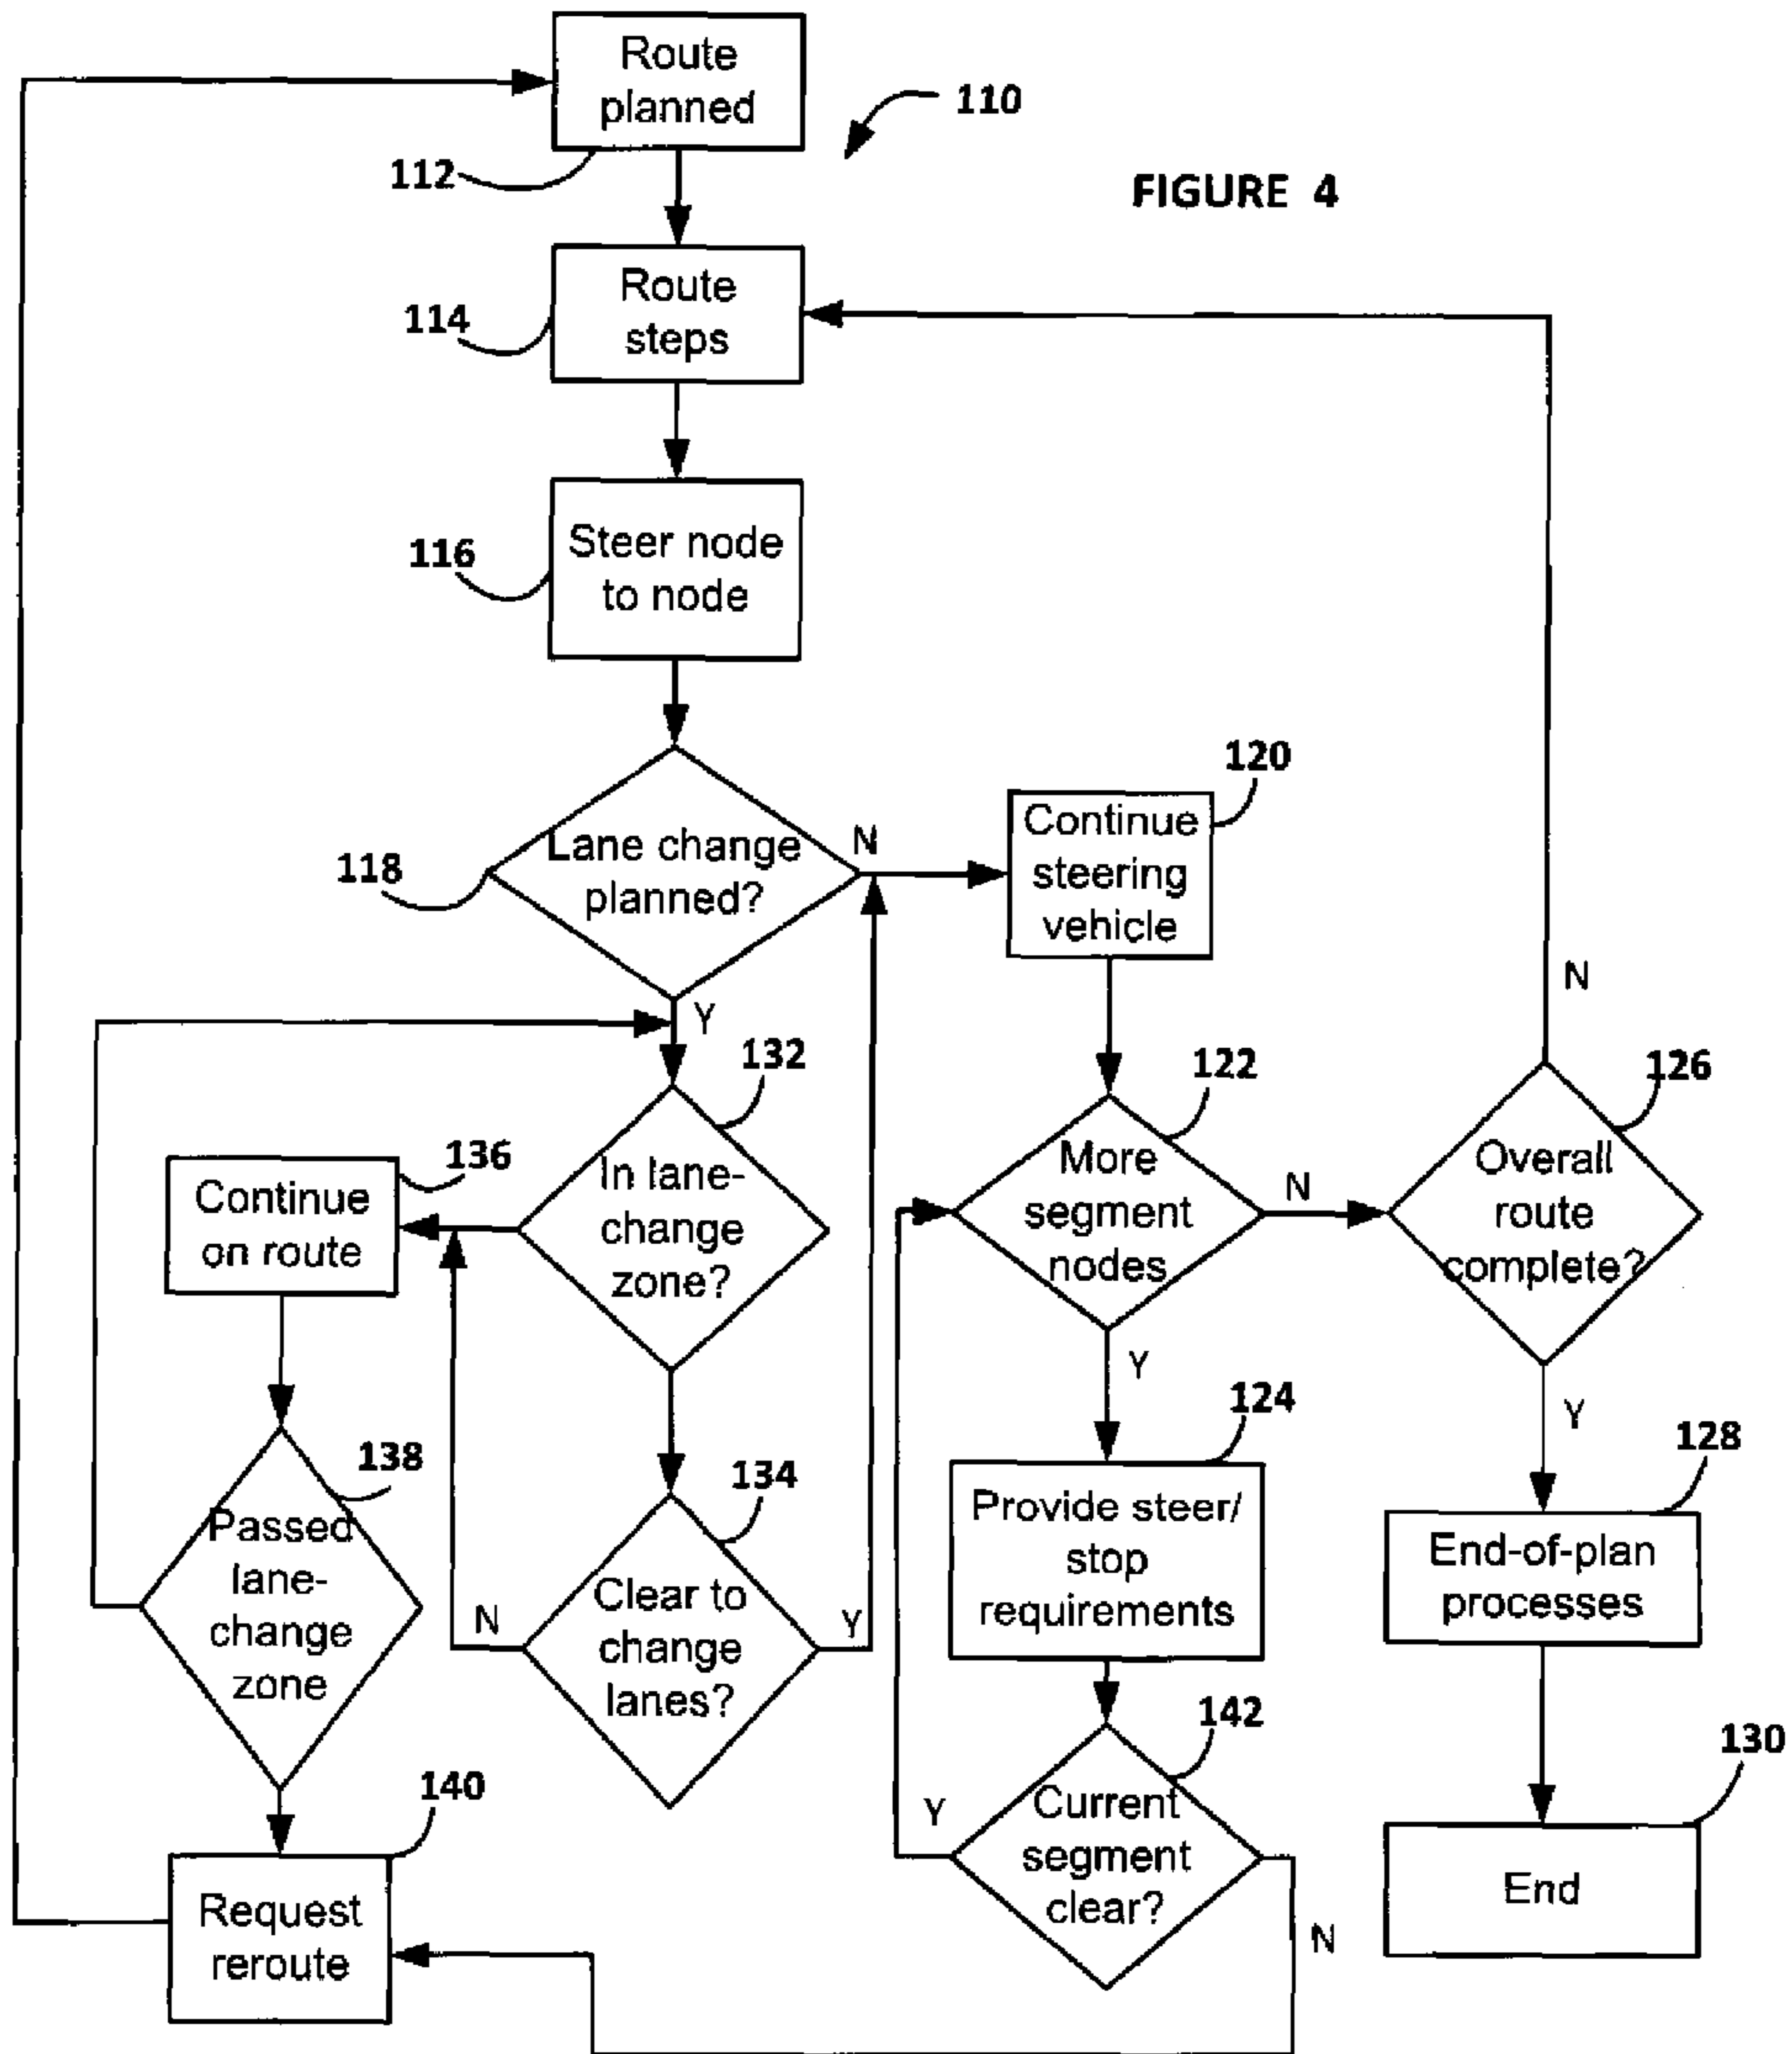 Route
planned
110
112
FIGURE 4
Route
steps
114
Steer node
to node
116
120
Continue
steering
vehicle
Lane change
planned?
N
118
Y
N
132
122
126
136
In lane-
change
zone?
More
segment
nodes
N
Overall
route
complete?
Continue
on route
Y
124
Y
128
138
134
Passed
lane-
change
zone
Provide steer/
stop
requirements
End-of-plan
processes
Clear to
change
lanes?
N
Y
142
130
140
Current
segment
clear?
Y
N
End
Request
reroute